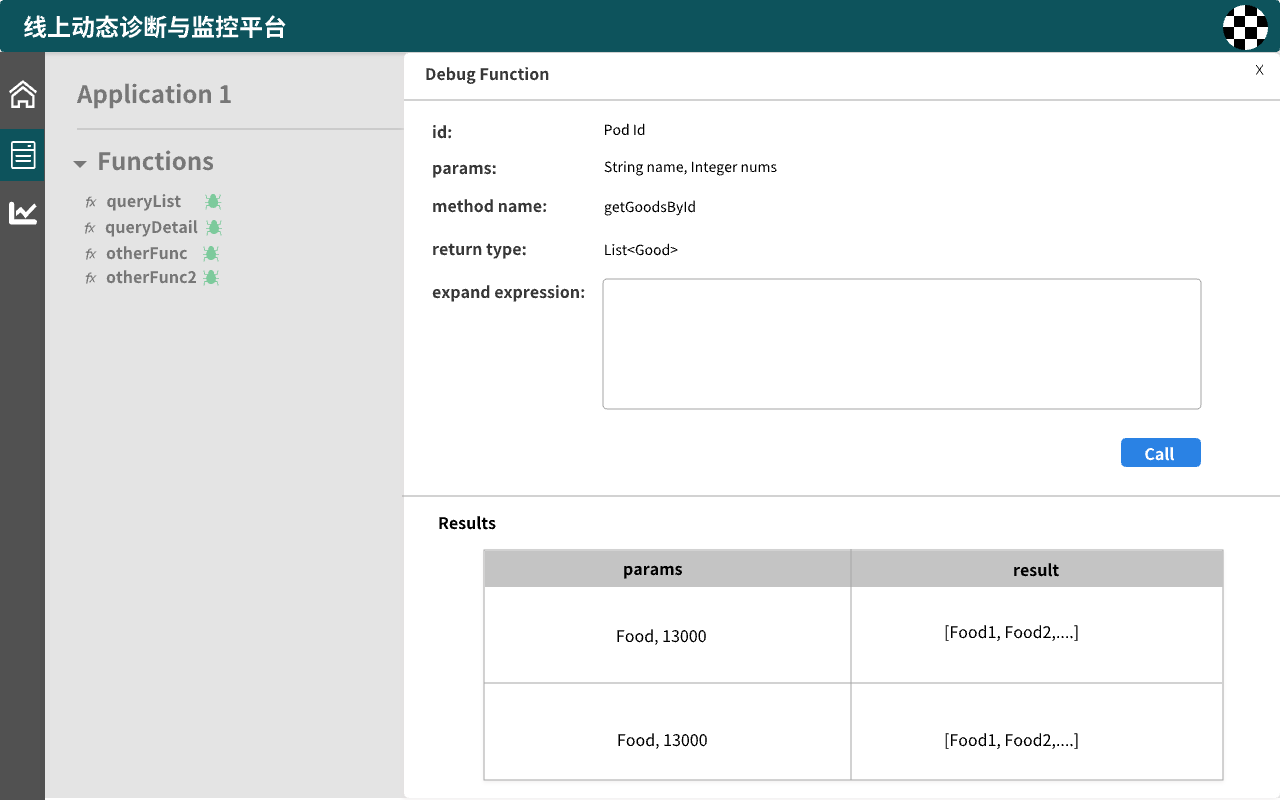 线上动态诊断与监控平台
Application 1
Functions
fx queryList
fx queryDetail
fx otherFunc
fx otherFunc2
Debug Function
X
id: Pod Id
params: String name, Integer nums
method name: getGoodsById
return type: List<Good>
expand expression:
Call
Results
params result
Food, 13000 [Food1, Food2,....]
Food, 13000 [Food1, Food2,....]